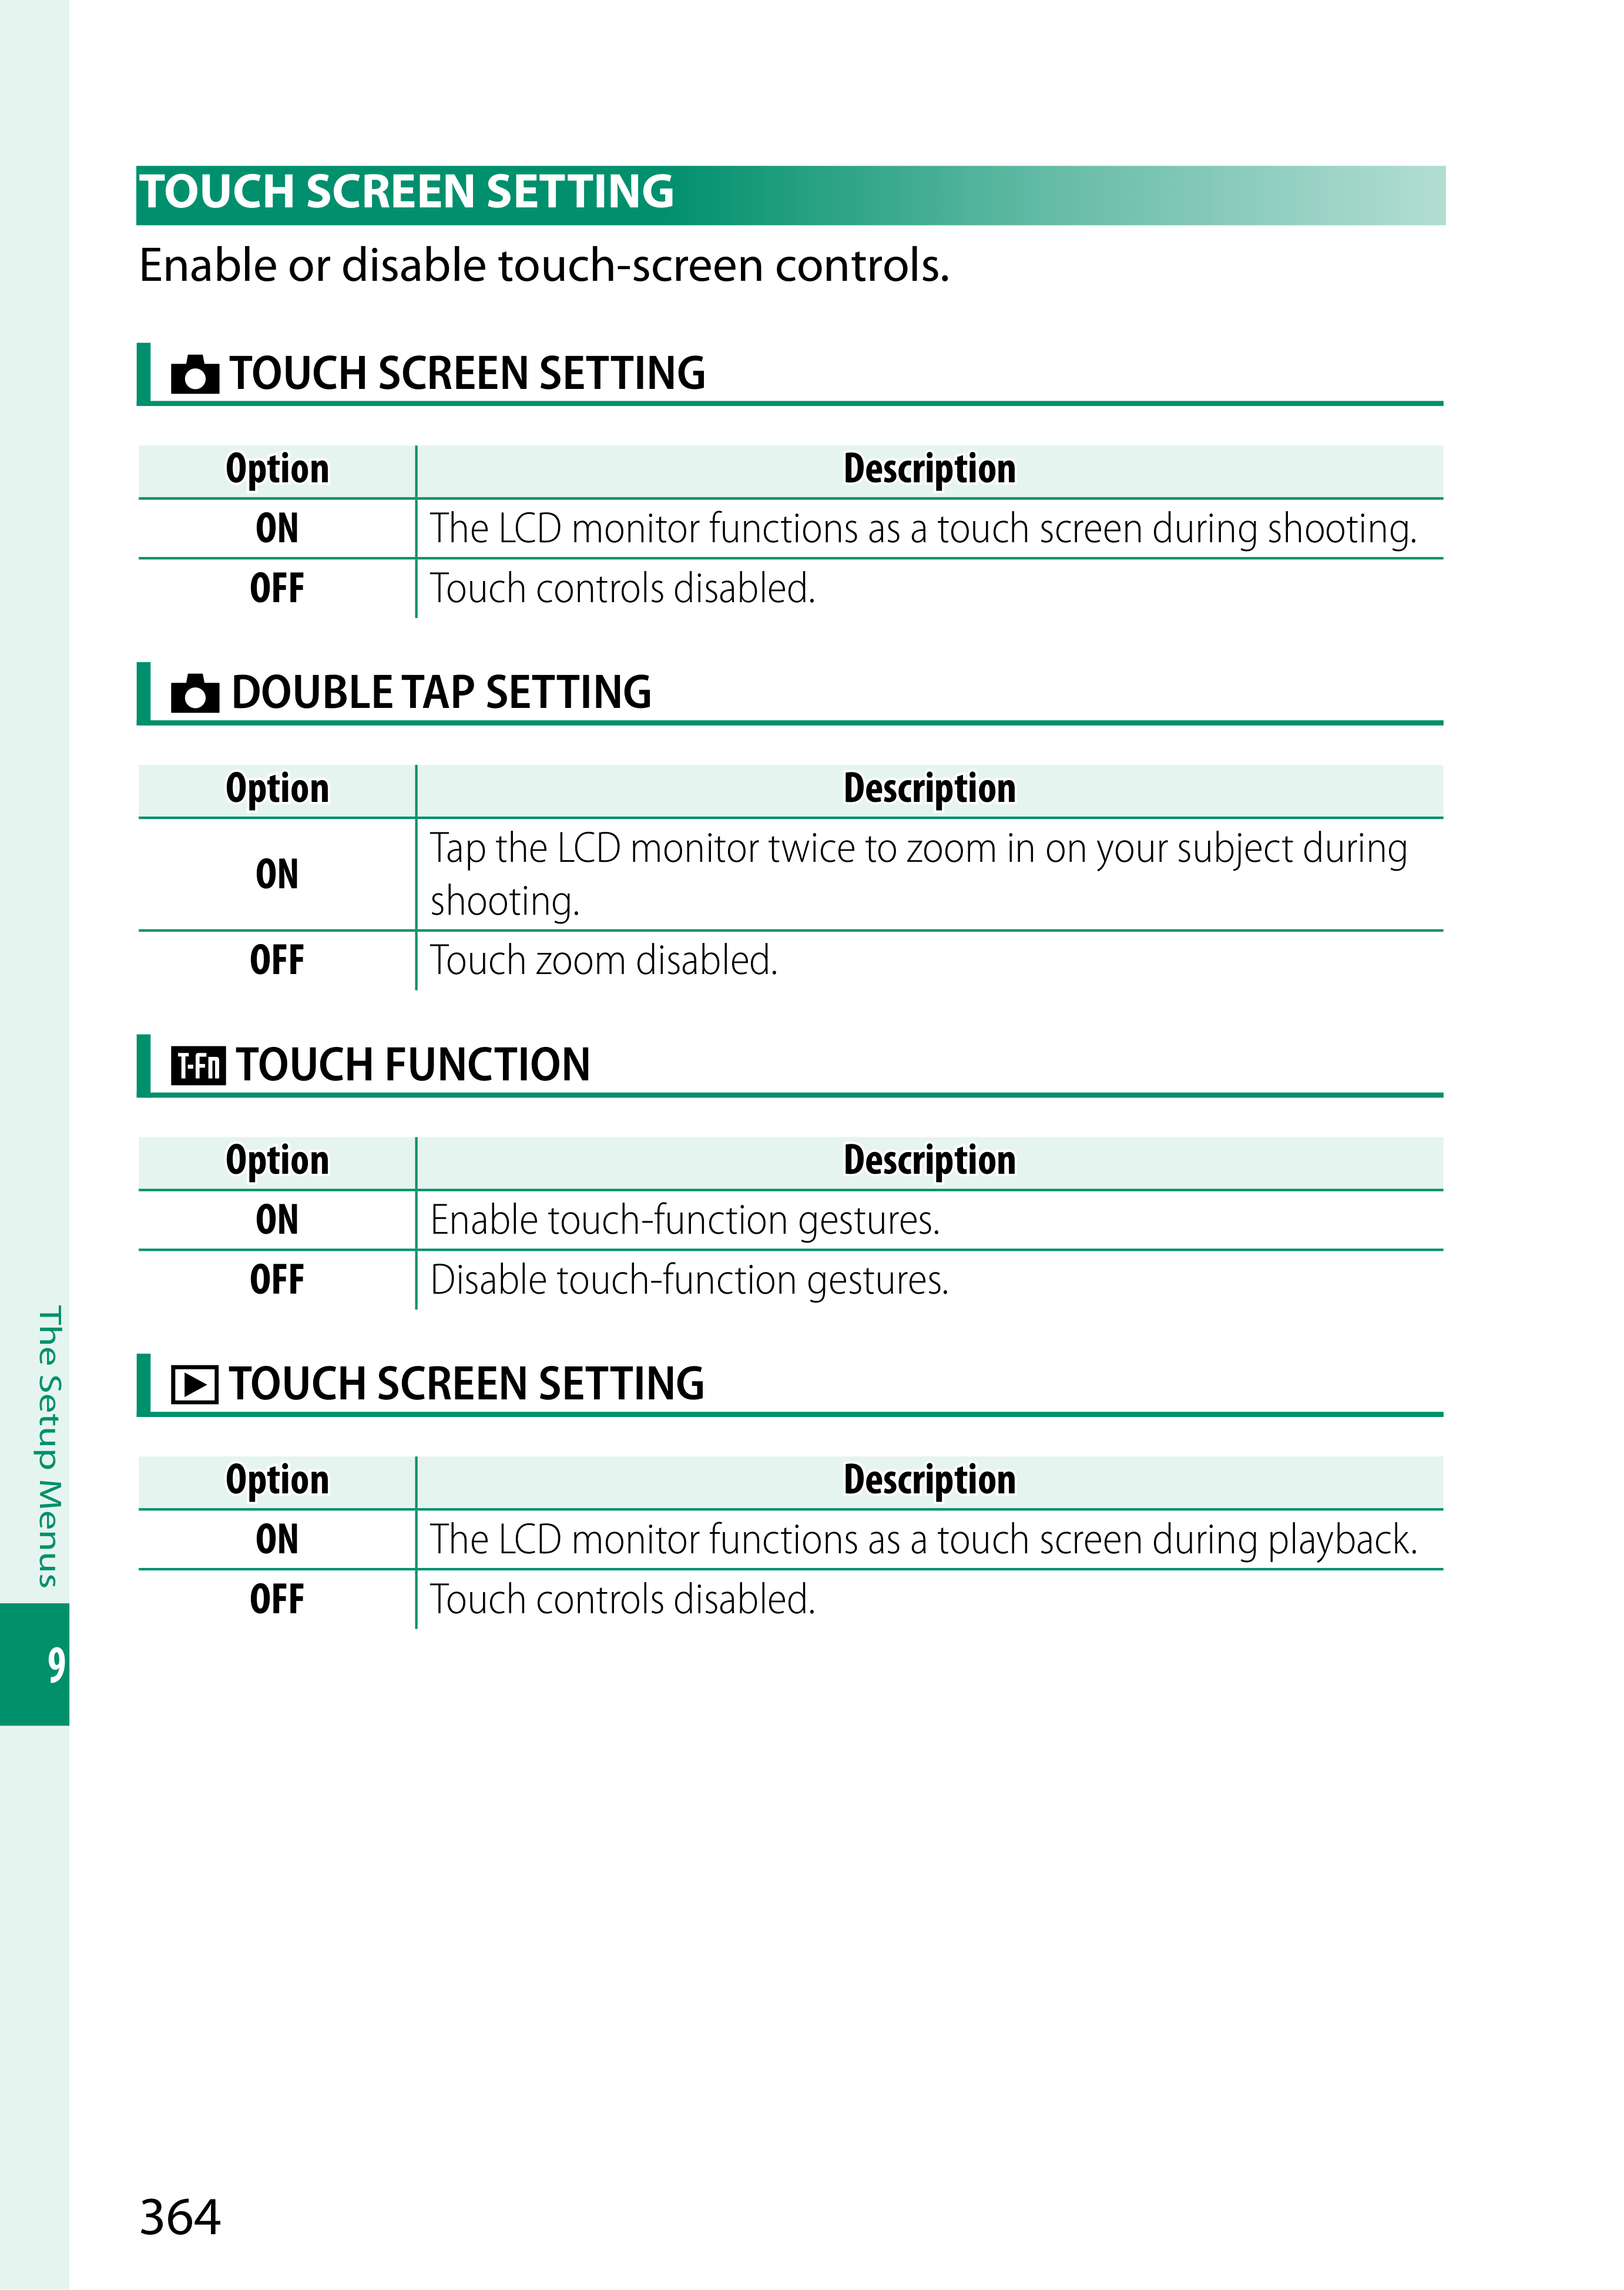 TOUCH SCREEN SETTING
Enable or disable touch-screen controls.
TOUCH SCREEN SETTING
Option Description
ON The LCD monitor functions as a touch screen during shooting.
OFF Touch controls disabled.
DOUBLE TAP SETTING
Option Description
ON Tap the LCD monitor twice to zoom in on your subject during
shooting.
OFF Touch zoom disabled.
T-Fn TOUCH FUNCTION
Option Description
ON Enable touch-function gestures.
OFF Disable touch-function gestures.
TOUCH SCREEN SETTING
Option Description
ON The LCD monitor functions as a touch screen during playback.
OFF Touch controls disabled.
The Setup Menus
9
364